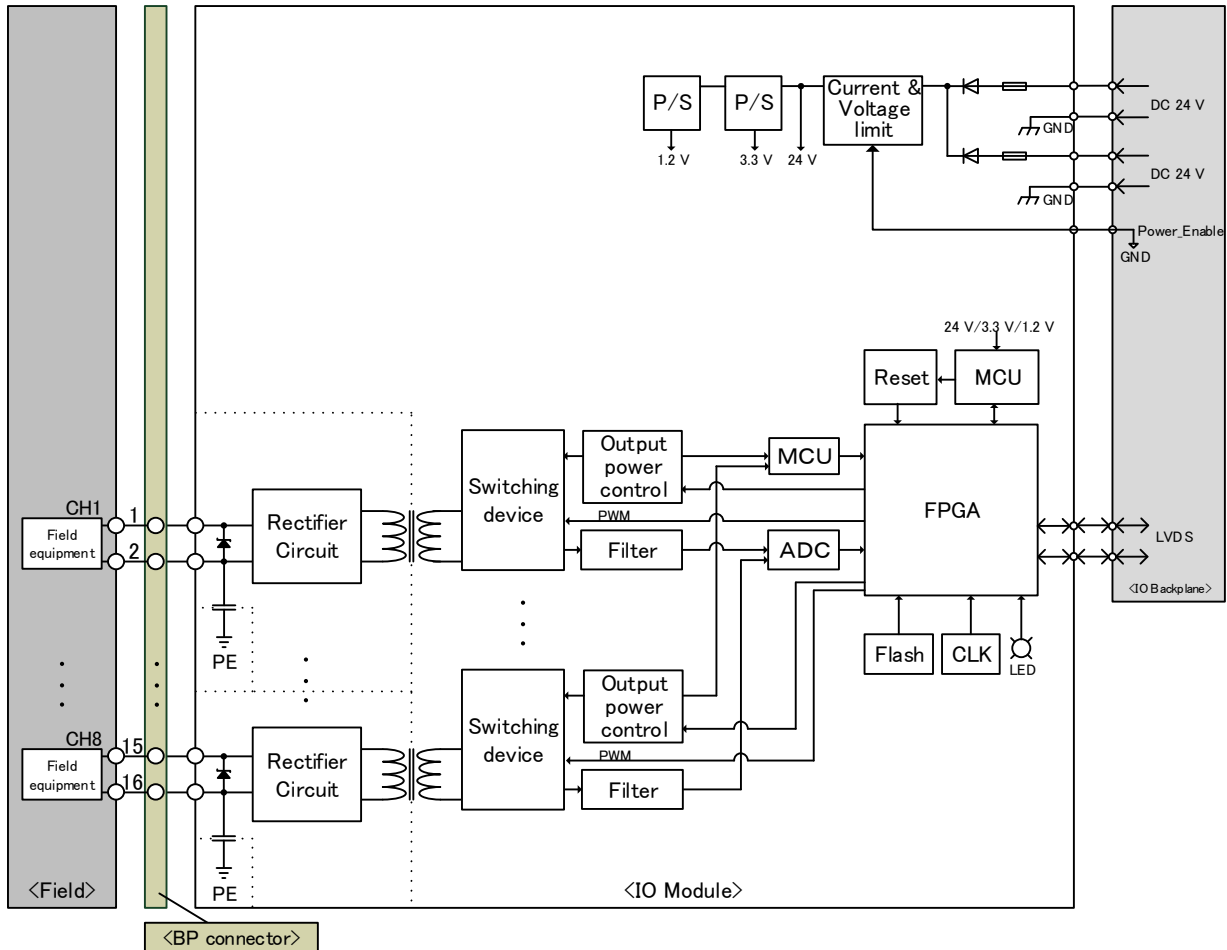 P/S
P/S
Current &
Voltage
limit
DC 24 V
GND
1.2 V
3.3 V
24 V
DC 24 V
GND
Power_Enable
GND
24 V/3.3 V/1.2 V
Reset
MCU
Output
power
control
MCU
Switching
device
FPGA
CH1
1
Field
equipment
2
Rectifier
Circuit
PWM
Filter
ADC
LVDS
<IO Backplane>
PE
Flash
CLK
LED
Output
power
control
Switching
device
CH8
15
Field
equipment
16
Rectifier
Circuit
PWM
Filter
PE
<Field>
<IO Module>
<BP connector>